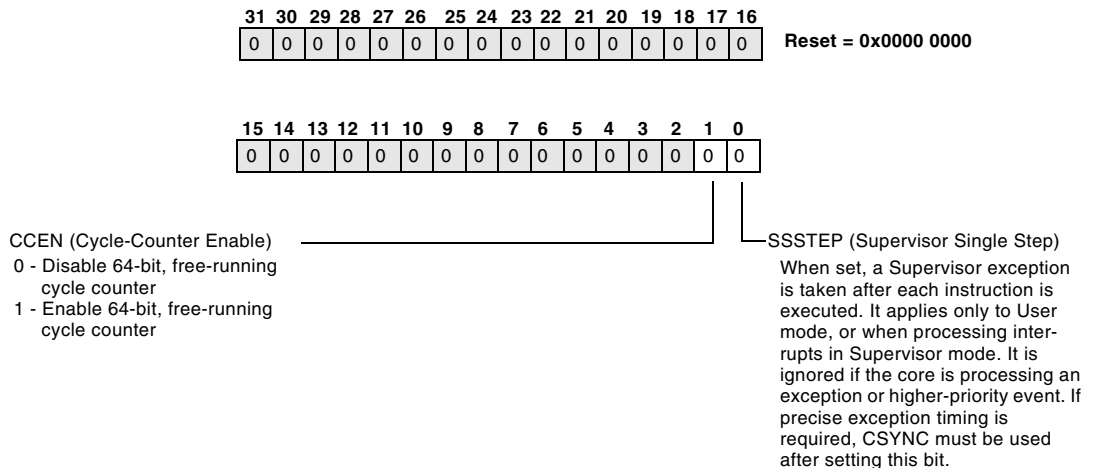 31 30 29 28 27 26 25 24 23 22 21 20 19 18 17 16
0 0 0 0 0 0 0 0 0 0 0 0 0 0 0 0
Reset = 0x0000 0000
15 14 13 12 11 10 9 8 7 6 5 4 3 2 1 0
0 0 0 0 0 0 0 0 0 0 0 0 0 0 0 0
CCEN (Cycle-Counter Enable)
0 - Disable 64-bit, free-running
cycle counter
1 - Enable 64-bit, free-running
cycle counter
SSSTEP (Supervisor Single Step)
When set, a Supervisor exception
is taken after each instruction is
executed. It applies only to User
mode, or when processing inter-
rupts in Supervisor mode. It is
ignored if the core is processing an
exception or higher-priority event. If
precise exception timing is
required, CSYNC must be used
after setting this bit.